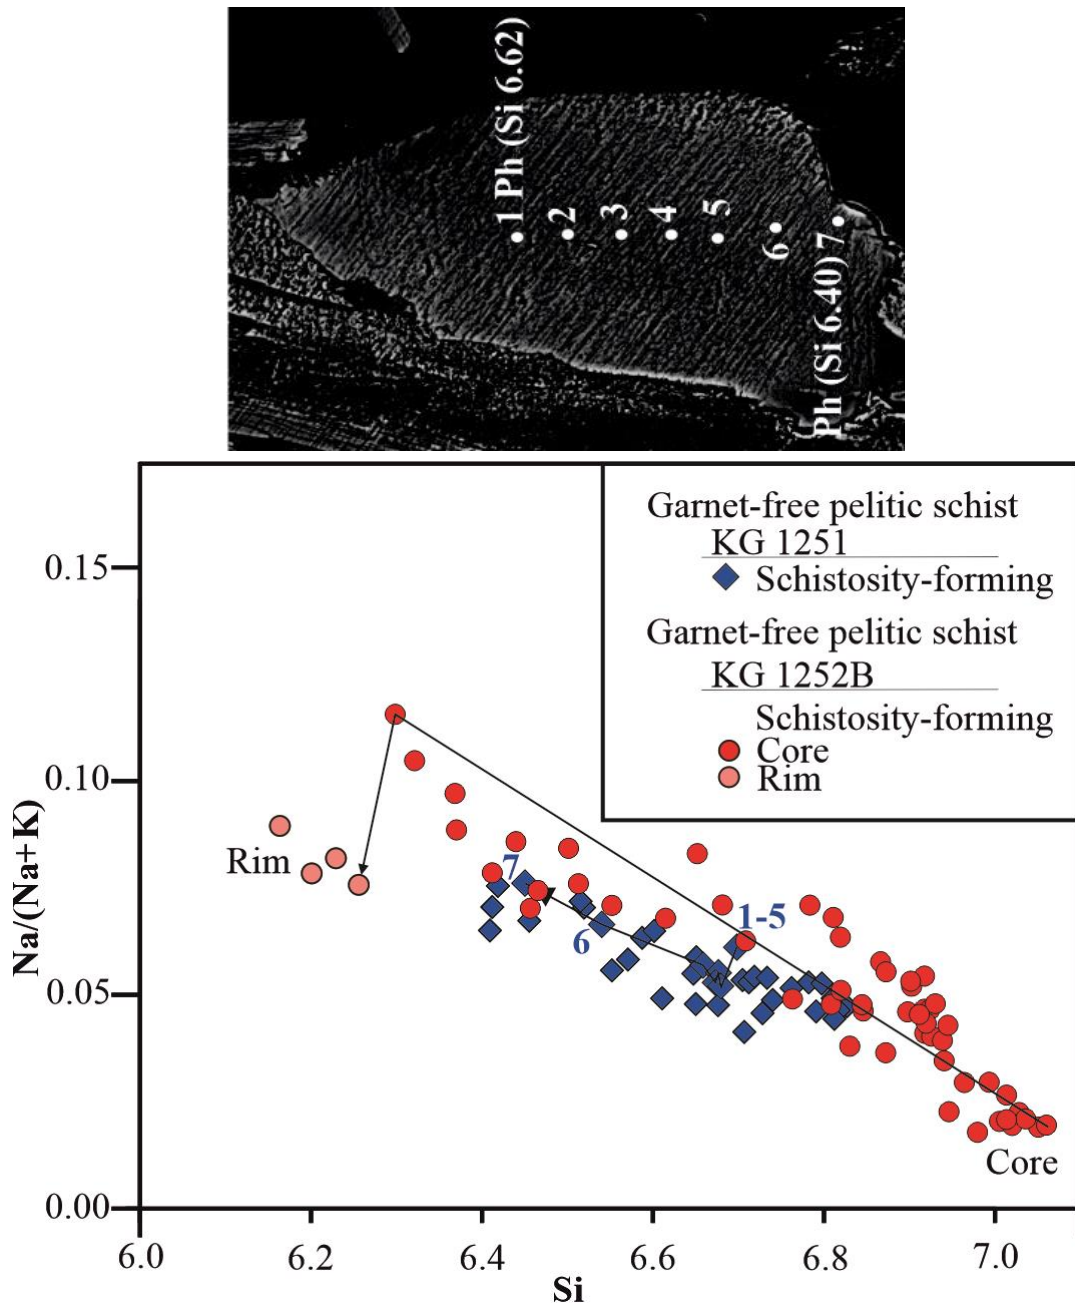 1 Ph (Si 6.62)
2
3
4
5
6
Ph (Si 6.40) 7
Garnet-free pelitic schist
KG 1251
Schistosity-forming
Garnet-free pelitic schist
KG 1252B
Schistosity-forming
Core
Rim
0.15
0.10
0.05
0.00
Na/(Na+K)
Rim
7
6
1-5
Core
6.0 6.2 6.4 6.6 6.8 7.0
Si